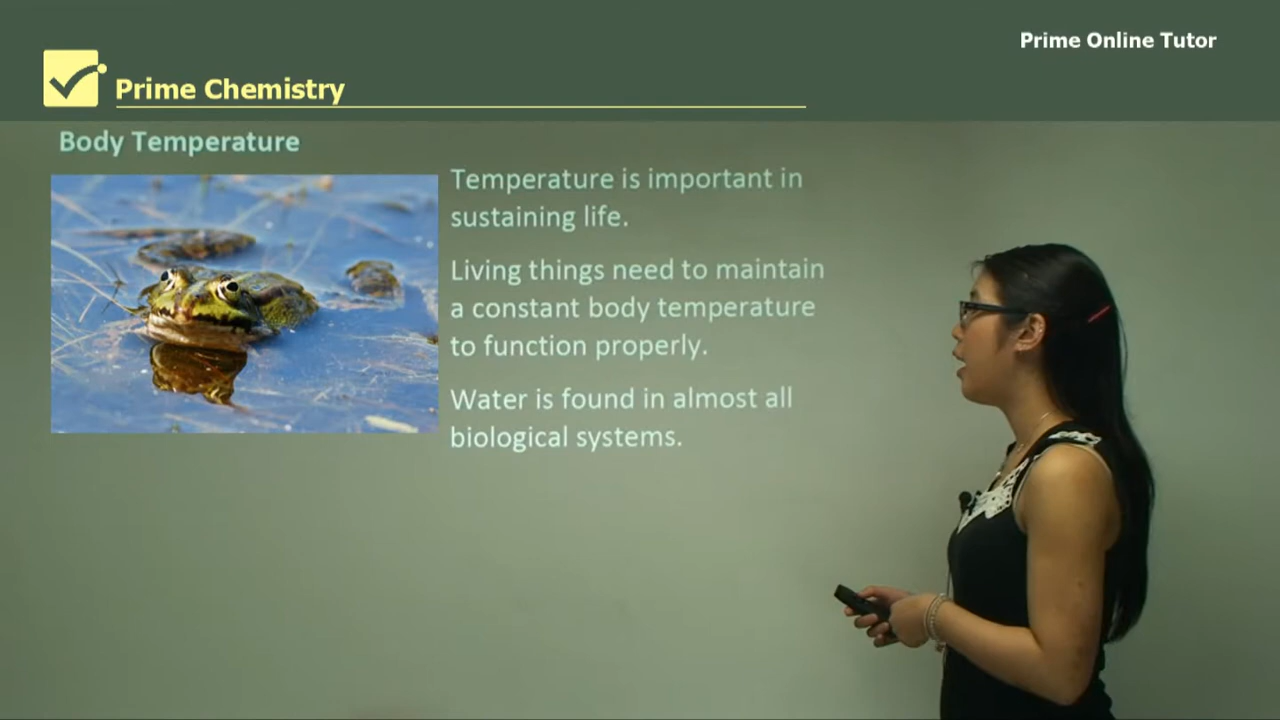 Prime Online Tutor
Prime Chemistry
Body Temperature
Temperature is important in
sustaining life.
Living things need to maintain
a constant body temperature
to function properly.
Water is found in almost all
biological systems.